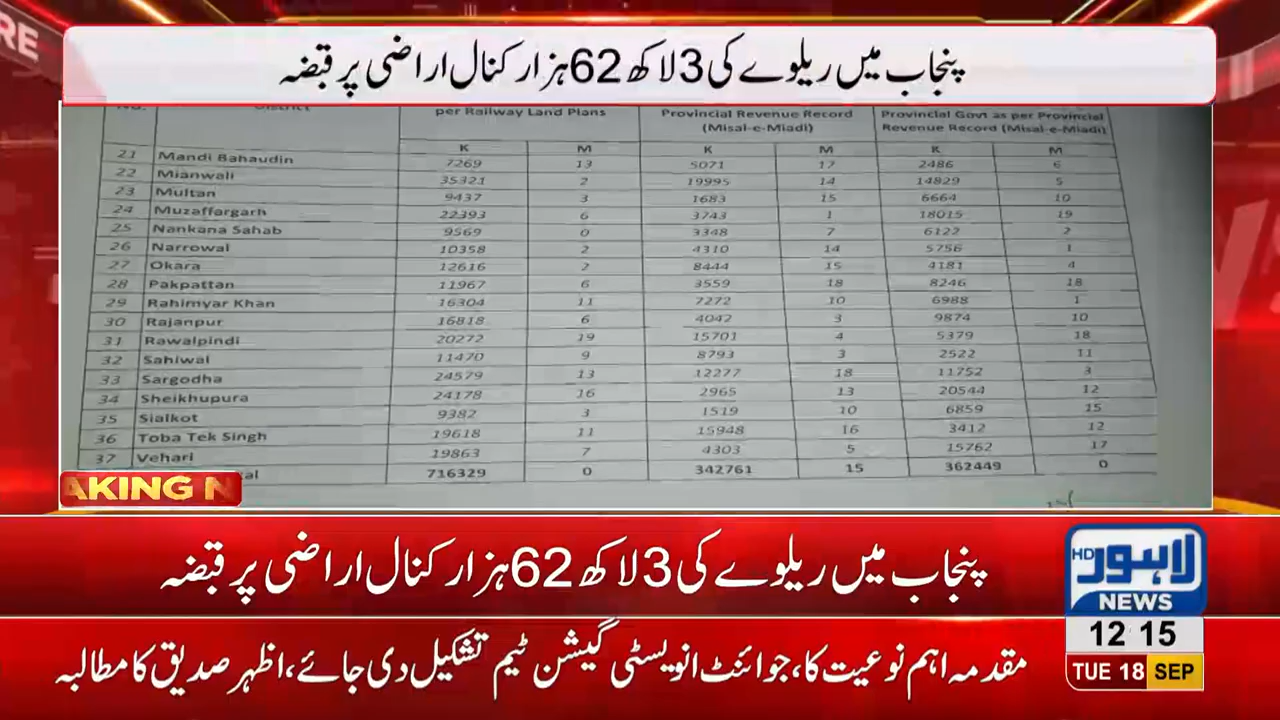 پنجاب میں ریلوے کی 3 لاکھ 62 ہزار کنال اراضی پر قبضہ
No. District per Railway Land Plans Provincial Revenue Record Provincial Govt as per Provincial
(Misal-e-Miadi) Revenue Record (Misal-e-Miadi)
K M K M K M
21 Mandi Bahaudin 7269 13 5071 17 2486 6
22 Mianwali 35321 2 19995 14 14829 5
23 Multan 9437 3 1683 15 6664 10
24 Muzaffargarh 22393 6 3743 1 18015 19
25 Nankana Sahab 9569 0 3348 7 6122 2
26 Narrowal 10358 2 4310 14 5756 1
27 Okara 12616 2 8444 15 4181 4
28 Pakpattan 11967 6 3559 18 8246 18
29 Rahimyar Khan 16304 11 7272 10 6988 1
30 Rajanpur 16818 6 4042 3 9874 10
31 Rawalpindi 20272 19 15701 4 5379 18
32 Sahiwal 11470 9 8793 3 2522 11
33 Sargodha 24579 13 12277 18 11752 3
34 Sheikhupura 24178 16 2965 13 20544 12
35 Sialkot 9382 3 1519 10 6859 15
36 Toba Tek Singh 19618 11 15948 16 3412 12
37 Vehari 19863 7 4303 5 15762 17
tal 716329 0 342761 15 362449 0
AKING N
پنجاب میں ریلوے کی 3 لاکھ 62 ہزار کنال اراضی پر قبضہ
مقدمہ اہم نوعیت کا، جوائنٹ انویسٹی گیشن ٹیم تشکیل دی جائے، اظہر صدیق کا مطالبہ
HD لاہور
NEWS
12 15
TUE 18 SEP